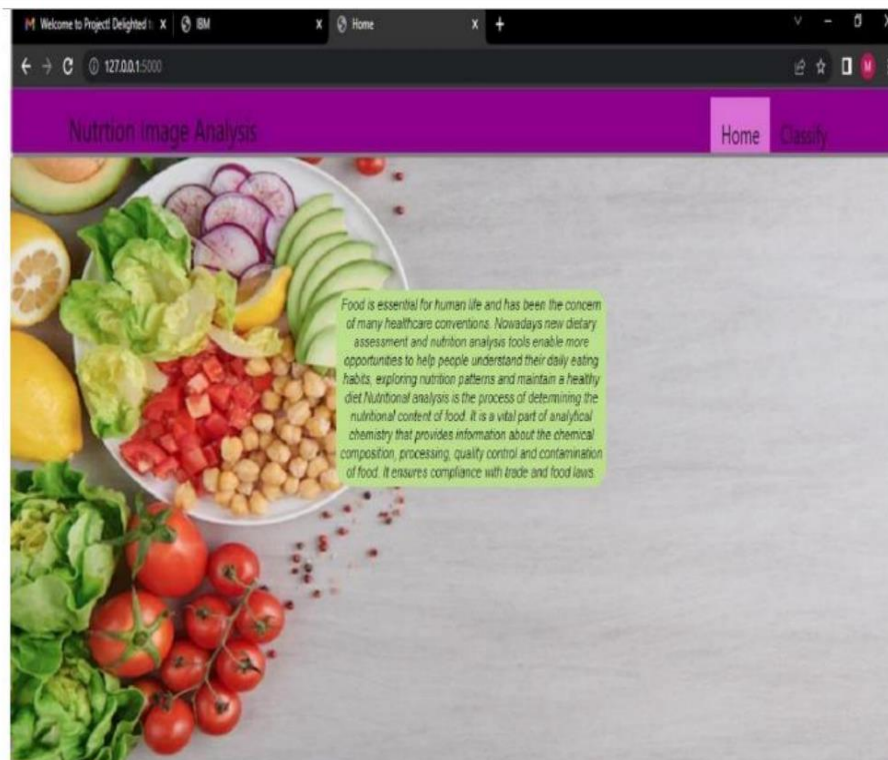 Welcome to Project! Delighted t
IBM
Home
127.0.0.1:5000
M
Nutrtion image Analysis
Home
Classify
Food is essential for human life and has been the concern
of many healthcare conventions. Nowadays new dietary
assessment and nutrition analysis tools enable more
opportunities to help people understand their daily eating
habits, exploring nutrition patterns and maintain a healthy
diet Nutritional analysis is the process of determining the
nutritional content of food. It is a vital part of analytical
chemistry that provides information about the chemical
composition, processing, quality control and contamination
of food. It ensures compliance with trade and food laws.